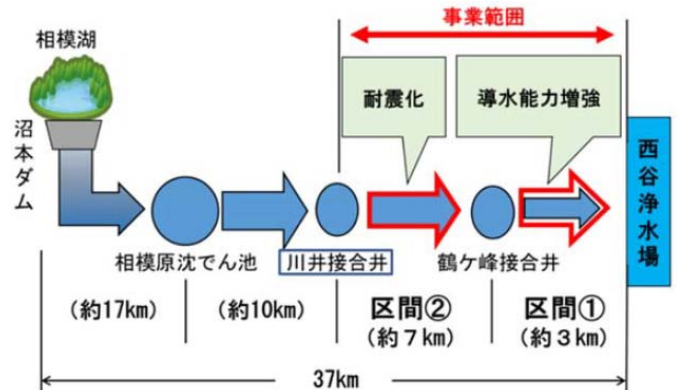 事業範囲
相模湖
沼本ダム
耐震化
導水能力増強
西谷浄水場
相模原沈でん池
川井接合井
鶴ケ峰接合井
(約17km)
(約10km)
区間②
(約7km)
区間①
(約3km)
37km